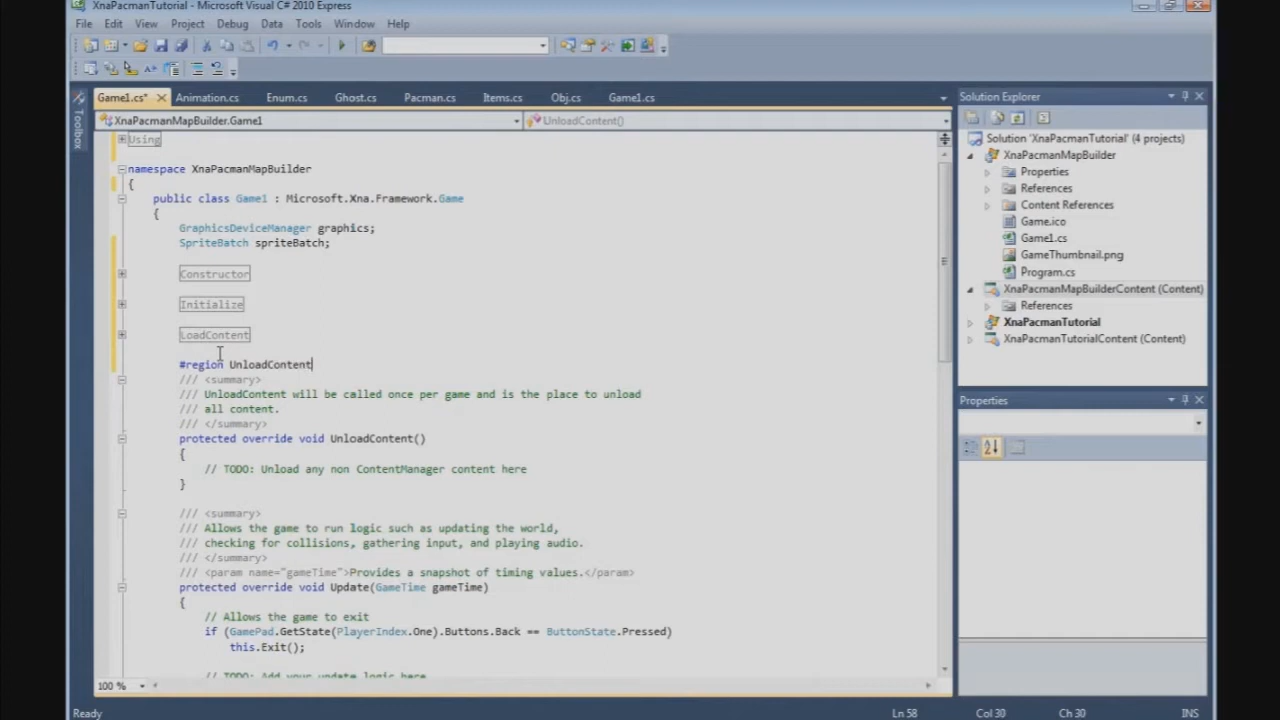 XnaPacmanTutorial - Microsoft Visual C# 2010 Express
File Edit View Project Debug Data Tools Window Help
Game1.cs* Animation.cs Enum.cs Ghost.cs Pacman.cs Items.cs Obj.cs Game1.cs
XnaPacmanMapBuilder.Game1 UnloadContent()
Toolbox
Using
namespace XnaPacmanMapBuilder
{
public class Game1 : Microsoft.Xna.Framework.Game
{
GraphicsDeviceManager graphics;
SpriteBatch spriteBatch;
Constructor
Initialize
LoadContent
#region UnloadContent
/// <summary>
/// UnloadContent will be called once per game and is the place to unload
/// all content.
/// </summary>
protected override void UnloadContent()
{
// TODO: Unload any non ContentManager content here
}
/// <summary>
/// Allows the game to run logic such as updating the world,
/// checking for collisions, gathering input, and playing audio.
/// </summary>
/// <param name="gameTime">Provides a snapshot of timing values.</param>
protected override void Update(GameTime gameTime)
{
// Allows the game to exit
if (GamePad.GetState(PlayerIndex.One).Buttons.Back == ButtonState.Pressed)
this.Exit();
// TODO: Add your update logic here
100 %
Solution Explorer
Solution 'XnaPacmanTutorial' (4 projects)
XnaPacmanMapBuilder
Properties
References
Content References
Game.ico
Game1.cs
GameThumbnail.png
Program.cs
XnaPacmanMapBuilderContent (Content)
References
XnaPacmanTutorial
XnaPacmanTutorialContent (Content)
Properties
Ready Ln 58 Col 30 Ch 30 INS